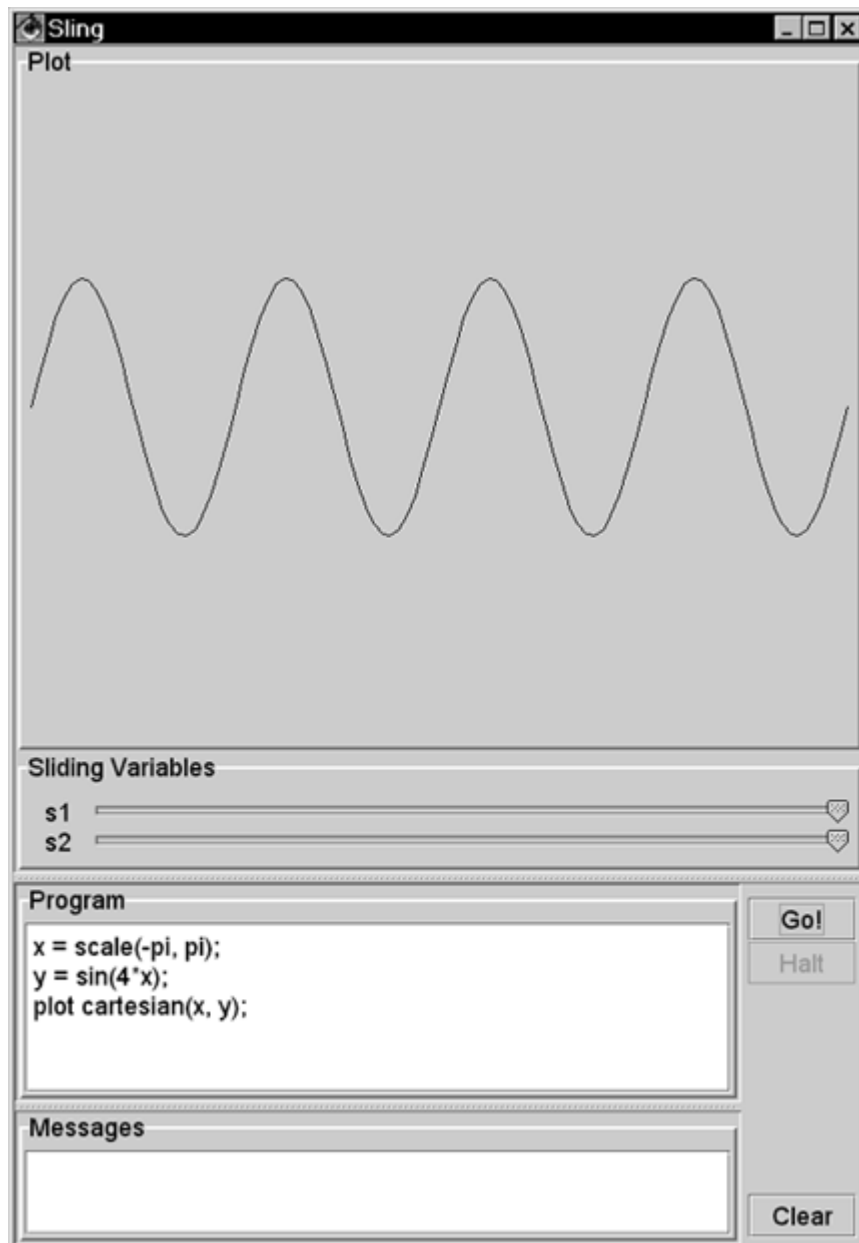 Sling
Plot
Sliding Variables
s1
s2
Program
x = scale(-pi, pi);
y = sin(4*x);
plot cartesian(x, y);
Go!
Halt
Messages
Clear